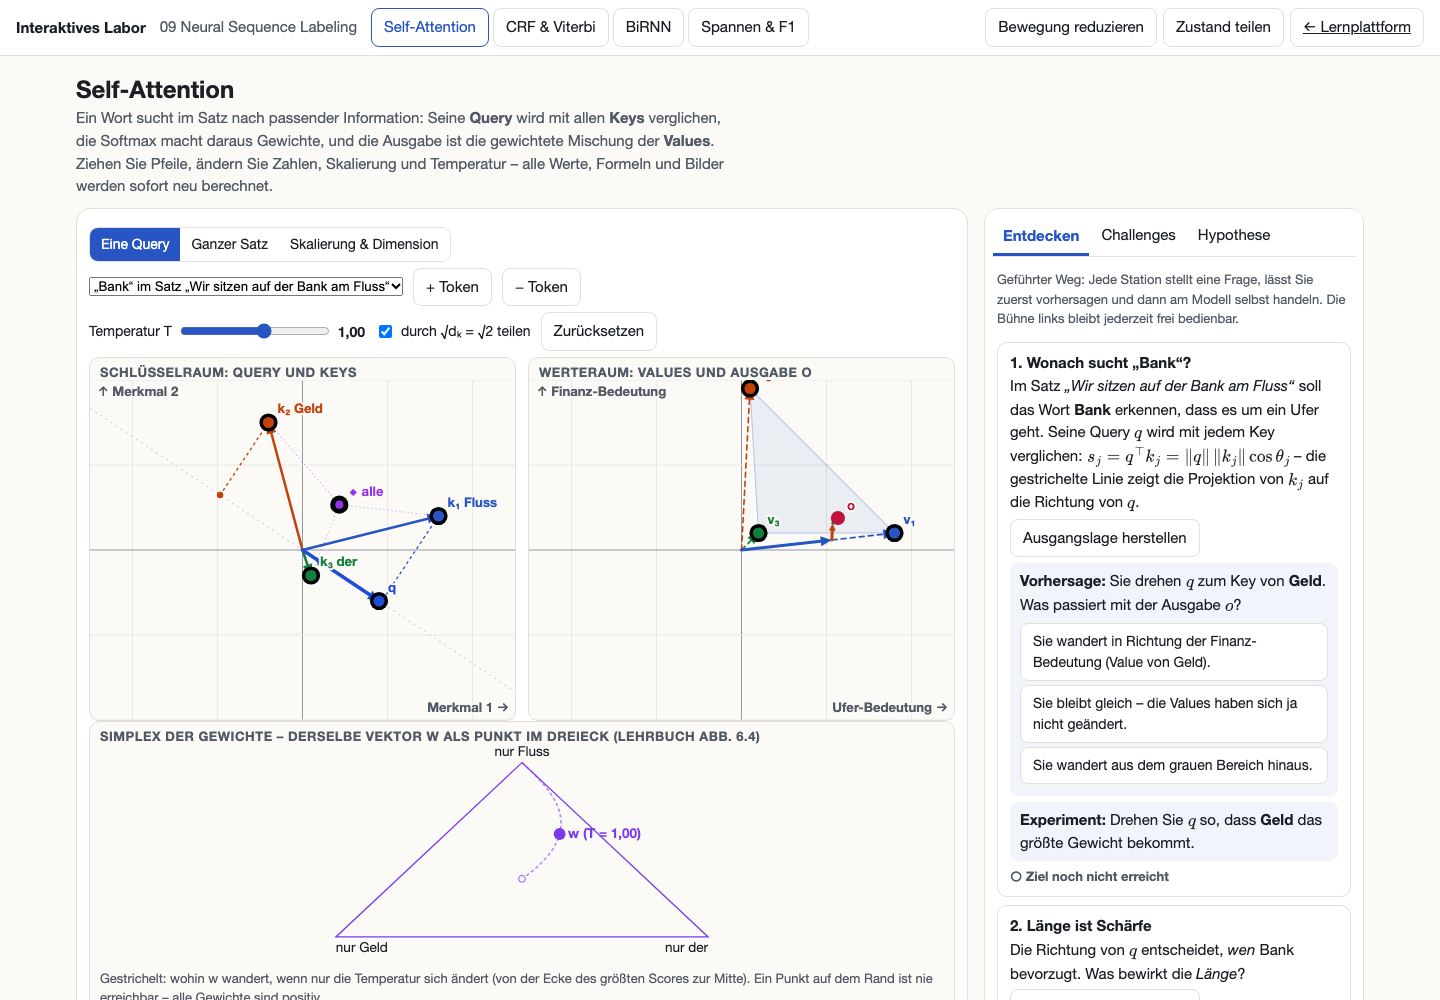 Interaktives Labor 09 Neural Sequence Labeling Self-Attention CRF & Viterbi BiRNN Spannen & F1 Bewegung reduzieren Zustand teilen ← Lernplattform
Self-Attention
Ein Wort sucht im Satz nach passender Information: Seine Query wird mit allen Keys verglichen,
die Softmax macht daraus Gewichte, und die Ausgabe ist die gewichtete Mischung der Values.
Ziehen Sie Pfeile, ändern Sie Zahlen, Skalierung und Temperatur – alle Werte, Formeln und Bilder
werden sofort neu berechnet.
Eine Query Ganzer Satz Skalierung & Dimension
„Bank“ im Satz „Wir sitzen auf der Bank am Fluss“ + Token − Token
Temperatur T 1,00 durch √dₖ = √2 teilen Zurücksetzen
SCHLÜSSELRAUM: QUERY UND KEYS
↑ Merkmal 2
k₂ Geld
◆ alle
k₁ Fluss
k₃ der
q
Merkmal 1 →
WERTERAUM: VALUES UND AUSGABE O
↑ Finanz-Bedeutung
o
v₃
v₁
Ufer-Bedeutung →
SIMPLEX DER GEWICHTE – DERSELBE VEKTOR W ALS PUNKT IM DREIECK (LEHRBUCH ABB. 6.4)
nur Fluss
w (T = 1,00)
nur Geld nur der
Gestrichelt: wohin w wandert, wenn nur die Temperatur sich ändert (von der Ecke des größten Scores zur Mitte). Ein Punkt auf dem Rand ist nie
erreichbar – alle Gewichte sind positiv.
Entdecken Challenges Hypothese
Geführter Weg: Jede Station stellt eine Frage, lässt Sie
zuerst vorhersagen und dann am Modell selbst handeln. Die
Bühne links bleibt jederzeit frei bedienbar.
1. Wonach sucht „Bank“?
Im Satz „Wir sitzen auf der Bank am Fluss“ soll
das Wort Bank erkennen, dass es um ein Ufer
geht. Seine Query q wird mit jedem Key
verglichen: sⱼ = q⊤kⱼ = ‖q‖ ‖kⱼ‖ cos θⱼ – die
gestrichelte Linie zeigt die Projektion von kⱼ auf
die Richtung von q.
Ausgangslage herstellen
Vorhersage: Sie drehen q zum Key von Geld.
Was passiert mit der Ausgabe o?
Sie wandert in Richtung der Finanz-
Bedeutung (Value von Geld).
Sie bleibt gleich – die Values haben sich ja
nicht geändert.
Sie wandert aus dem grauen Bereich hinaus.
Experiment: Drehen Sie q so, dass Geld das
größte Gewicht bekommt.
○ Ziel noch nicht erreicht
2. Länge ist Schärfe
Die Richtung von q entscheidet, wen Bank
bevorzugt. Was bewirkt die Länge?